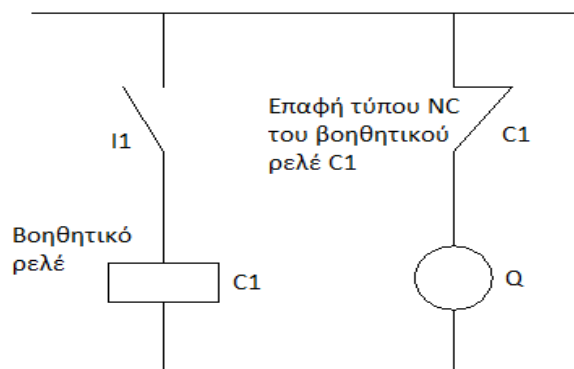 I1
Βοηθητικό
ρελέ
C1
Επαφή τύπου NC
του βοηθητικού
ρελέ C1
C1
Q